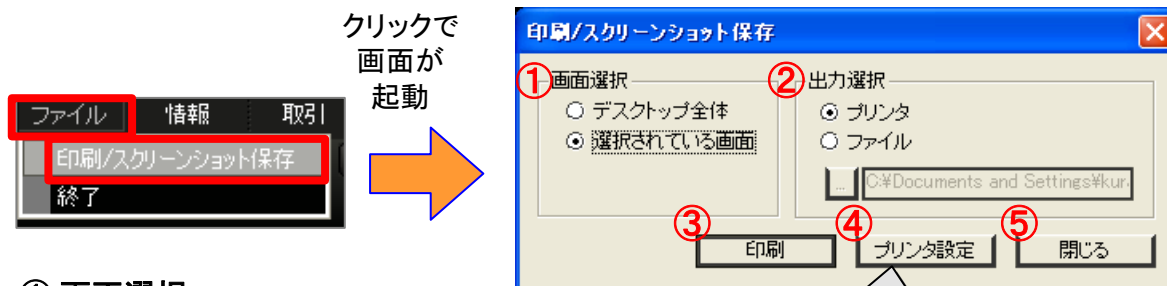 クリックで
画面が
起動
ファイル 情報 取引
印刷/スクリーンショット保存
終了
印刷/スクリーンショット保存
①画面選択
デスクトップ全体
選択されている画面
②出力選択
プリンタ
ファイル
... C:¥Documents and Settings¥kur
③ 印刷
④ プリンタ設定
⑤ 閉じる
① 画面選択